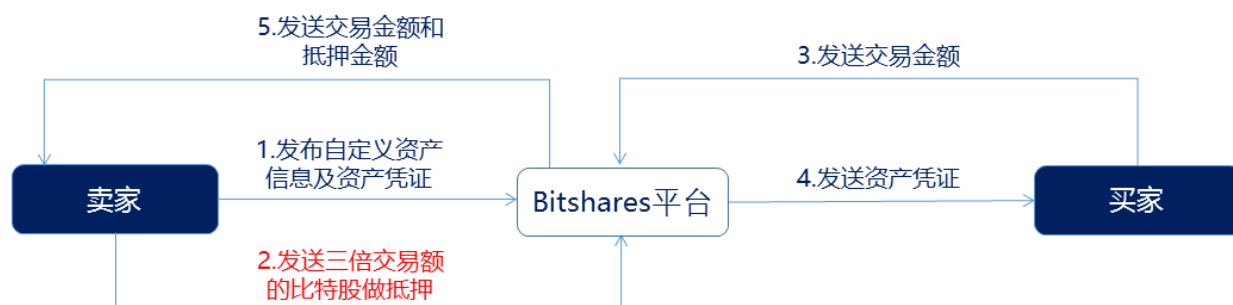 5.发送交易金额和
抵押金额
3.发送交易金额
1.发布自定义资产
信息及资产凭证
卖家
Bitshares平台
4.发送资产凭证
买家
2.发送三倍交易额
的比特股做抵押